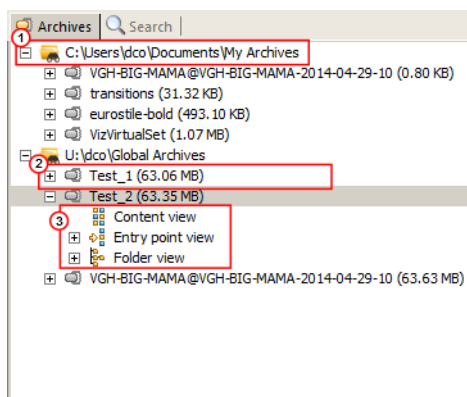 Archives Search
1
C:\Users\dco\Documents\My Archives
VGH-BIG-MAMA@VGH-BIG-MAMA-2014-04-29-10 (0.80 KB)
transitions (31.32 KB)
eurostile-bold (493.10 KB)
VizVirtualSet (1.07 MB)
U:\dco\Global Archives
2
Test_1 (63.06 MB)
Test_2 (63.35 MB)
3
Content view
Entry point view
Folder view
VGH-BIG-MAMA@VGH-BIG-MAMA-2014-04-29-10 (63.63 MB)